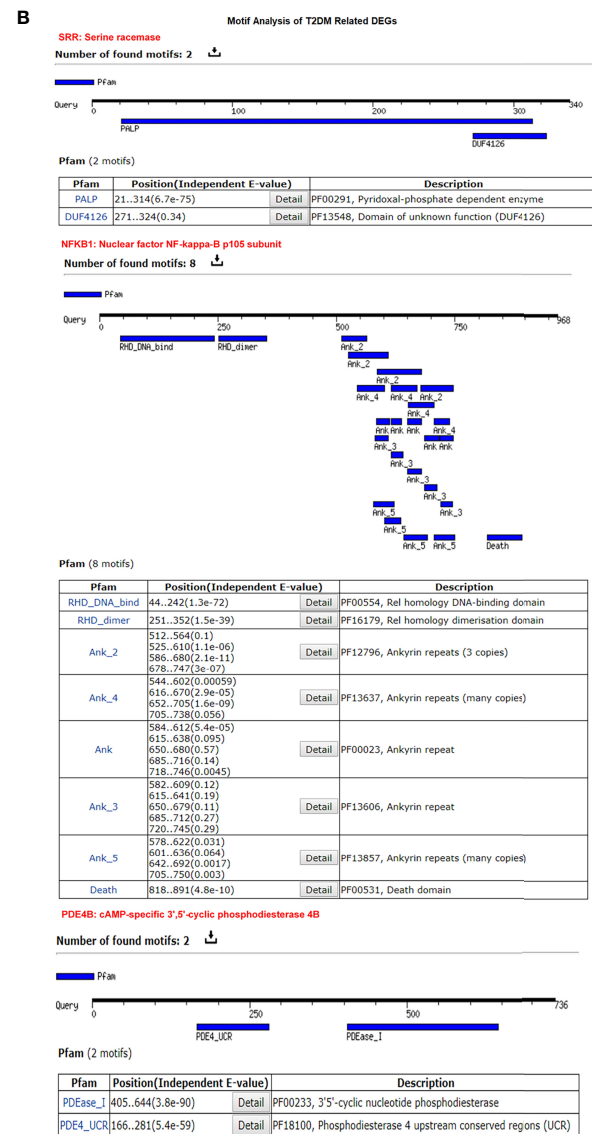 B
Motif Analysis of T2DM Related DEGs
SRR: Serine racemase
Number of found motifs: 2
Pfam
Query 0 100 200 300 340
PALP
DUF4126
Pfam (2 motifs)
Pfam Position(Independent E-value) Description
PALP 21..314(6.7e-75) Detail PF00291, Pyridoxal-phosphate dependent enzyme
DUF4126 271..324(0.34) Detail PF13548, Domain of unknown function (DUF4126)
NFKB1: Nuclear factor NF-kappa-B p105 subunit
Number of found motifs: 8
Pfam
Query 0 250 500 750 968
RHD_DNA_bind RHD_dimer Ank_2
Ank_2
Ank_2
Ank_4 Ank_4 Ank_2
Ank_4
Ank Ank Ank Ank_4
Ank_3 Ank Ank
Ank_3
Ank_3
Ank_3
Ank_5 Ank_3
Ank_5
Ank_5 Ank_5 Death
Pfam (8 motifs)
Pfam Position(Independent E-value) Description
RHD_DNA_bind 44..242(1.3e-72) Detail PF00554, Rel homology DNA-binding domain
RHD_dimer 251..352(1.5e-39) Detail PF16179, Rel homology dimerisation domain
512..564(0.1)
525..610(1.1e-06)
Ank_2 Detail PF12796, Ankyrin repeats (3 copies)
586..680(2.1e-11)
678..747(3e-07)
544..602(0.00059)
616..670(2.9e-05)
Ank_4 Detail PF13637, Ankyrin repeats (many copies)
652..705(1.6e-09)
705..738(0.056)
584..612(5.4e-05)
615..638(0.095)
Ank 650..680(0.57) Detail PF00023, Ankyrin repeat
685..716(0.14)
718..746(0.0045)
582..609(0.12)
615..641(0.19)
Ank_3 650..679(0.11) Detail PF13606, Ankyrin repeat
685..712(0.27)
720..745(0.29)
578..622(0.031)
601..636(0.064)
Ank_5 Detail PF13857, Ankyrin repeats (many copies)
642..692(0.0017)
705..750(0.003)
Death 818..891(4.8e-10) Detail PF00531, Death domain
PDE4B: cAMP-specific 3',5'-cyclic phosphodiesterase 4B
Number of found motifs: 2
Pfam
Query 0 250 500 736
PDE4_UCR PDEase_I
Pfam (2 motifs)
Pfam Position(Independent E-value) Description
PDEase_I 405..644(3.8e-90) Detail PF00233, 3'5'-cyclic nucleotide phosphodiesterase
PDE4_UCR 166..281(5.4e-59) Detail PF18100, Phosphodiesterase 4 upstream conserved regions (UCR)